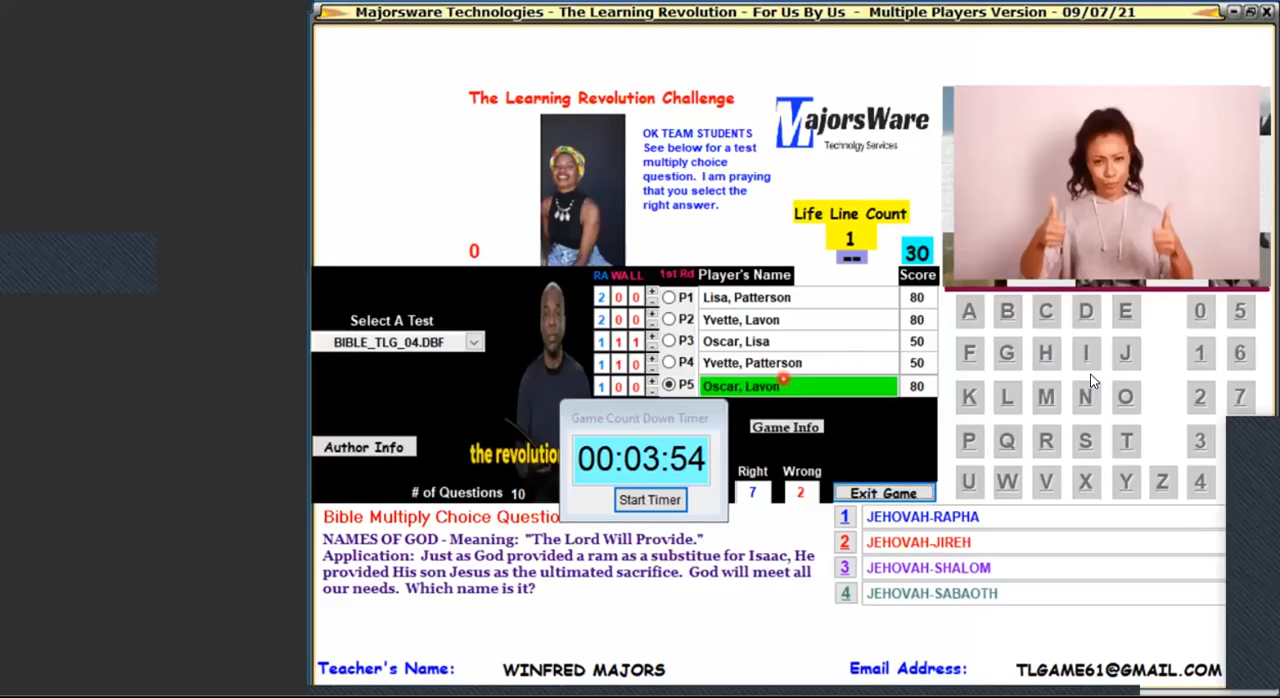 Majorsware Technologies - The Learning Revolution - For Us By Us - Multiple Players Version - 09/07/21
The Learning Revolution Challenge
OK TEAM STUDENTS
See below for a test
multiply choice
question. I am praying
that you select the
right answer.
MajorsWare
Technolgy Services
Life Line Count
1
--
30
0
RA WA LL 1st Rd Player's Name Score
2 0 0 + - P1 Lisa, Patterson 80
2 0 0 + - P2 Yvette, Lavon 80
1 1 1 + - P3 Oscar, Lisa 50
1 1 0 + - P4 Yvette, Patterson 50
1 0 0 + - P5 Oscar, Lavon 80
Select A Test
BIBLE_TLG_04.DBF
Author Info
the revolutio
# of Questions 10
Game Count Down Timer
00:03:54
Start Timer
Game Info
Right Wrong
7 2
Exit Game
A B C D E 0 5
F G H I J 1 6
K L M N O 2 7
P Q R S T 3
U W V X Y Z 4
Bible Multiply Choice Questio
NAMES OF GOD - Meaning: "The Lord Will Provide."
Application: Just as God provided a ram as a substitue for Isaac, He
provided His son Jesus as the ultimated sacrifice. God will meet all
our needs. Which name is it?
1 JEHOVAH-RAPHA
2 JEHOVAH-JIREH
3 JEHOVAH-SHALOM
4 JEHOVAH-SABAOTH
Teacher's Name: WINFRED MAJORS Email Address: TLGAME61@GMAIL.COM